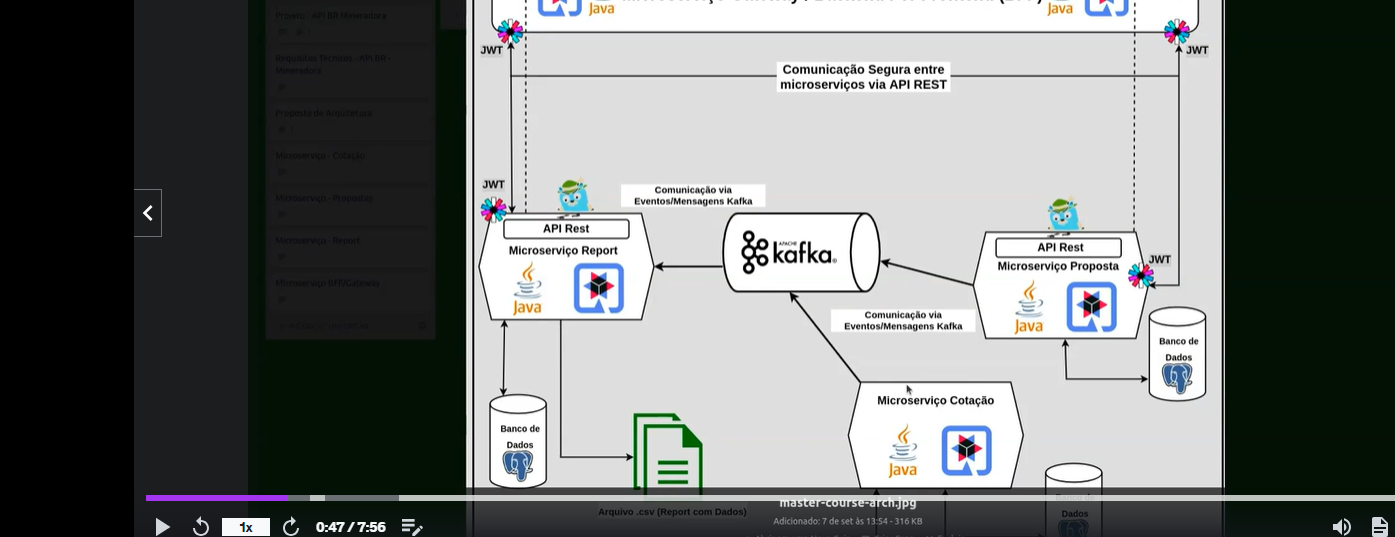 Projeto - API BR Mineradora
Java
Java
JWT
JWT
Requisitos Técnicos - API BR -
Mineradora
Comunicação Segura entre
microserviços via API REST
Proposta de Arquitetura
Microserviço - Cotação
Microserviço - Propostas
Microserviço - Report
Microserviço BFF/Gateway
JWT
Comunicação via
Eventos/Mensagens Kafka
API Rest
Microserviço Report
Java
APACHE
kafka
API Rest
Microserviço Proposta
JWT
Java
Comunicação via
Eventos/Mensagens Kafka
Banco de
Dados
Microserviço Cotação
Java
Banco de
Dados
Banco de
Dados
Arquivo .csv (Report com Dados)
master-course-arch.jpg
Adicionado: 7 de set às 13:54 - 316 KB
1x
0:47 / 7:56